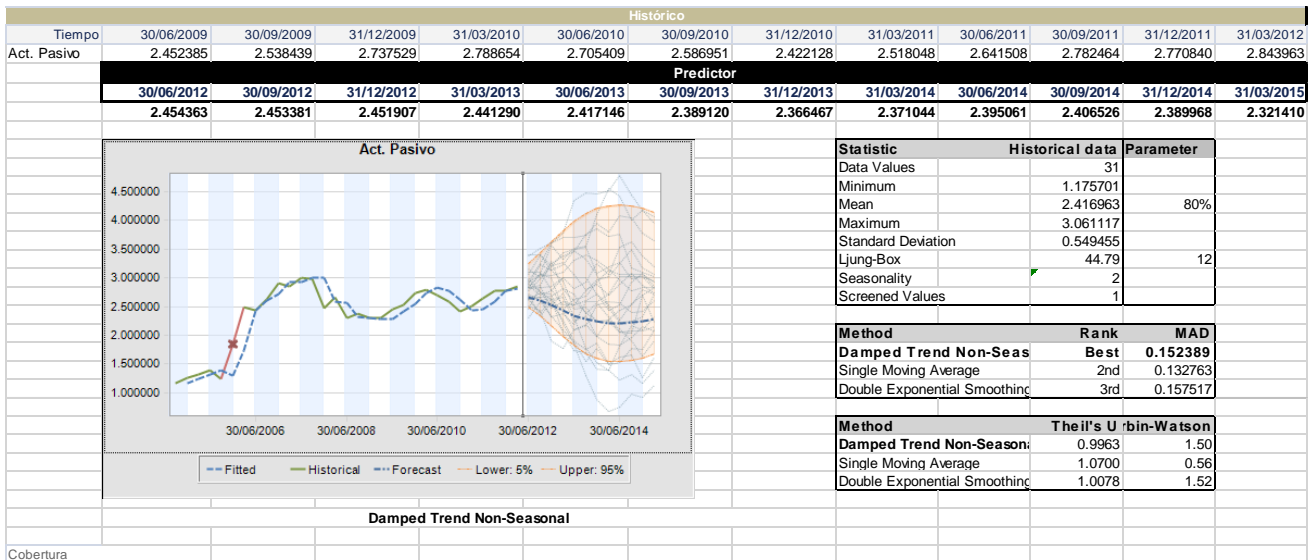 Histórico
Tiempo 30/06/2009 30/09/2009 31/12/2009 31/03/2010 30/06/2010 30/09/2010 31/12/2010 31/03/2011 30/06/2011 30/09/2011 31/12/2011 31/03/2012
Act. Pasivo 2.452385 2.538439 2.737529 2.788654 2.705409 2.586951 2.422128 2.518048 2.641508 2.782464 2.770840 2.843963
Predictor
30/06/2012 30/09/2012 31/12/2012 31/03/2013 30/06/2013 30/09/2013 31/12/2013 31/03/2014 30/06/2014 30/09/2014 31/12/2014 31/03/2015
2.454363 2.453381 2.451907 2.441290 2.417146 2.389120 2.366467 2.371044 2.395061 2.406526 2.389968 2.321410
Act. Pasivo
4.500000
4.000000
3.500000
3.000000
2.500000
2.000000
1.500000
1.000000
30/06/2006 30/06/2008 30/06/2010 30/06/2012 30/06/2014
Fitted Historical Forecast Lower: 5% Upper: 95%
Statistic Historical data Parameter
Data Values 31
Minimum 1.175701
Mean 2.416963 80%
Maximum 3.061117
Standard Deviation 0.549455
Ljung-Box 44.79 12
Seasonality 2
Screened Values 1
Method Rank MAD
Damped Trend Non-Seas Best 0.152389
Single Moving Average 2nd 0.132763
Double Exponential Smoothing 3rd 0.157517
Method Theil's U rbin-Watson
Damped Trend Non-Seasona 0.9963 1.50
Single Moving Average 1.0700 0.56
Double Exponential Smoothing 1.0078 1.52
Damped Trend Non-Seasonal
Cobertura